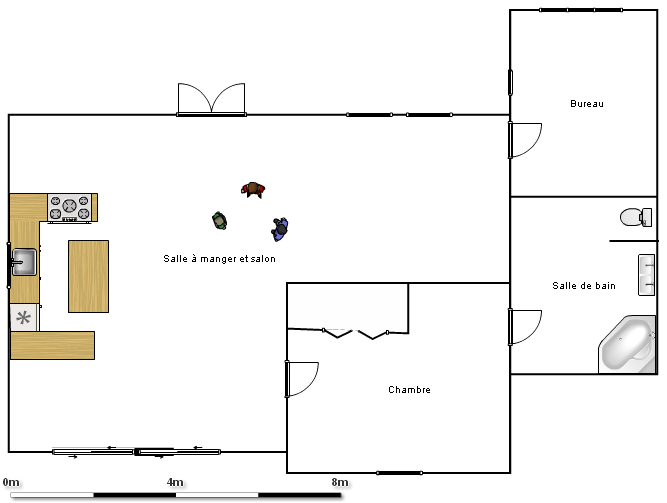 Bureau
Salle à manger et salon
Salle de bain
Chambre
0m 4m 8m